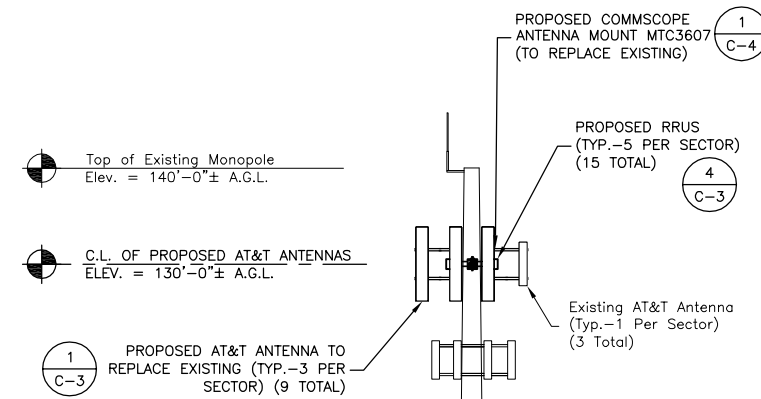 PROPOSED COMMSCOPE
ANTENNA MOUNT MTC3607
(TO REPLACE EXISTING)
1
C-4
PROPOSED RRUS
(TYP.-5 PER SECTOR)
(15 TOTAL)
4
C-3
Top of Existing Monopole
Elev. = 140'-0"± A.G.L.
C.L. OF PROPOSED AT&T ANTENNAS
ELEV. = 130'-0"± A.G.L.
Existing AT&T Antenna
(Typ.-1 Per Sector)
(3 Total)
1
C-3
PROPOSED AT&T ANTENNA TO
REPLACE EXISTING (TYP.-3 PER
SECTOR) (9 TOTAL)